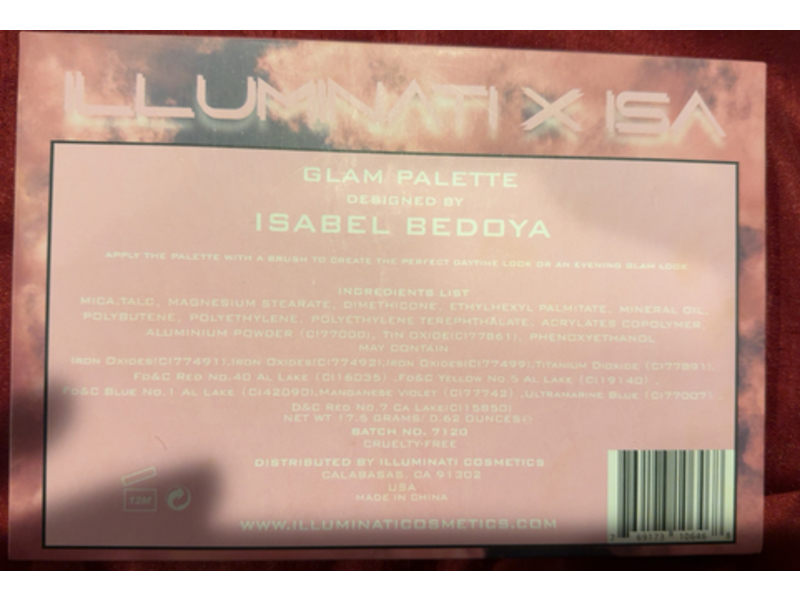 ILLUMINATI X ISA
GLAM PALETTE
DESIGNED BY
ISABEL BEDOYA
APPLY THE PALETTE WITH A BRUSH TO CREATE THE PERFECT DAYTIME LOOK OR AN EVENING GLAM LOOK
INGREDIENTS LIST
MICA,TALC, MAGNESIUM STEARATE, DIMETHICONE, ETHYLHEXYL PALMITATE, MINERAL OIL,
POLYBUTENE, POLYETHYLENE, POLYETHYLENE TEREPHTHALATE, ACRYLATES COPOLYMER,
ALUMINIUM POWDER (CI77000), TIN OXIDE(CI77861), PHENOXYETHANOL
MAY CONTAIN
IRON OXIDES(CI77491),IRON OXIDES(CI77492),IRON OXIDES(CI77499),TITANIUM DIOXIDE (CI77891),
FD&C RED NO.40 AL LAKE (CI16035) ,FD&C YELLOW NO.5 AL LAKE (CI19140) ,
FD&C BLUE NO.1 AL LAKE (CI42090),MANGANESE VIOLET (CI77742) ,ULTRAMARINE BLUE (CI77007) ,
D&C RED NO.7 CA LAKE(CI15850)
NET WT 17.5 GRAMS/ 0.62 OUNCES℮
BATCH NO. 7120
CRUELTY-FREE
DISTRIBUTED BY ILLUMINATI COSMETICS
CALABASAS, CA 91302
USA
MADE IN CHINA
12M
WWW.ILLUMINATICOSMETICS.COM
7 69173 10646 8